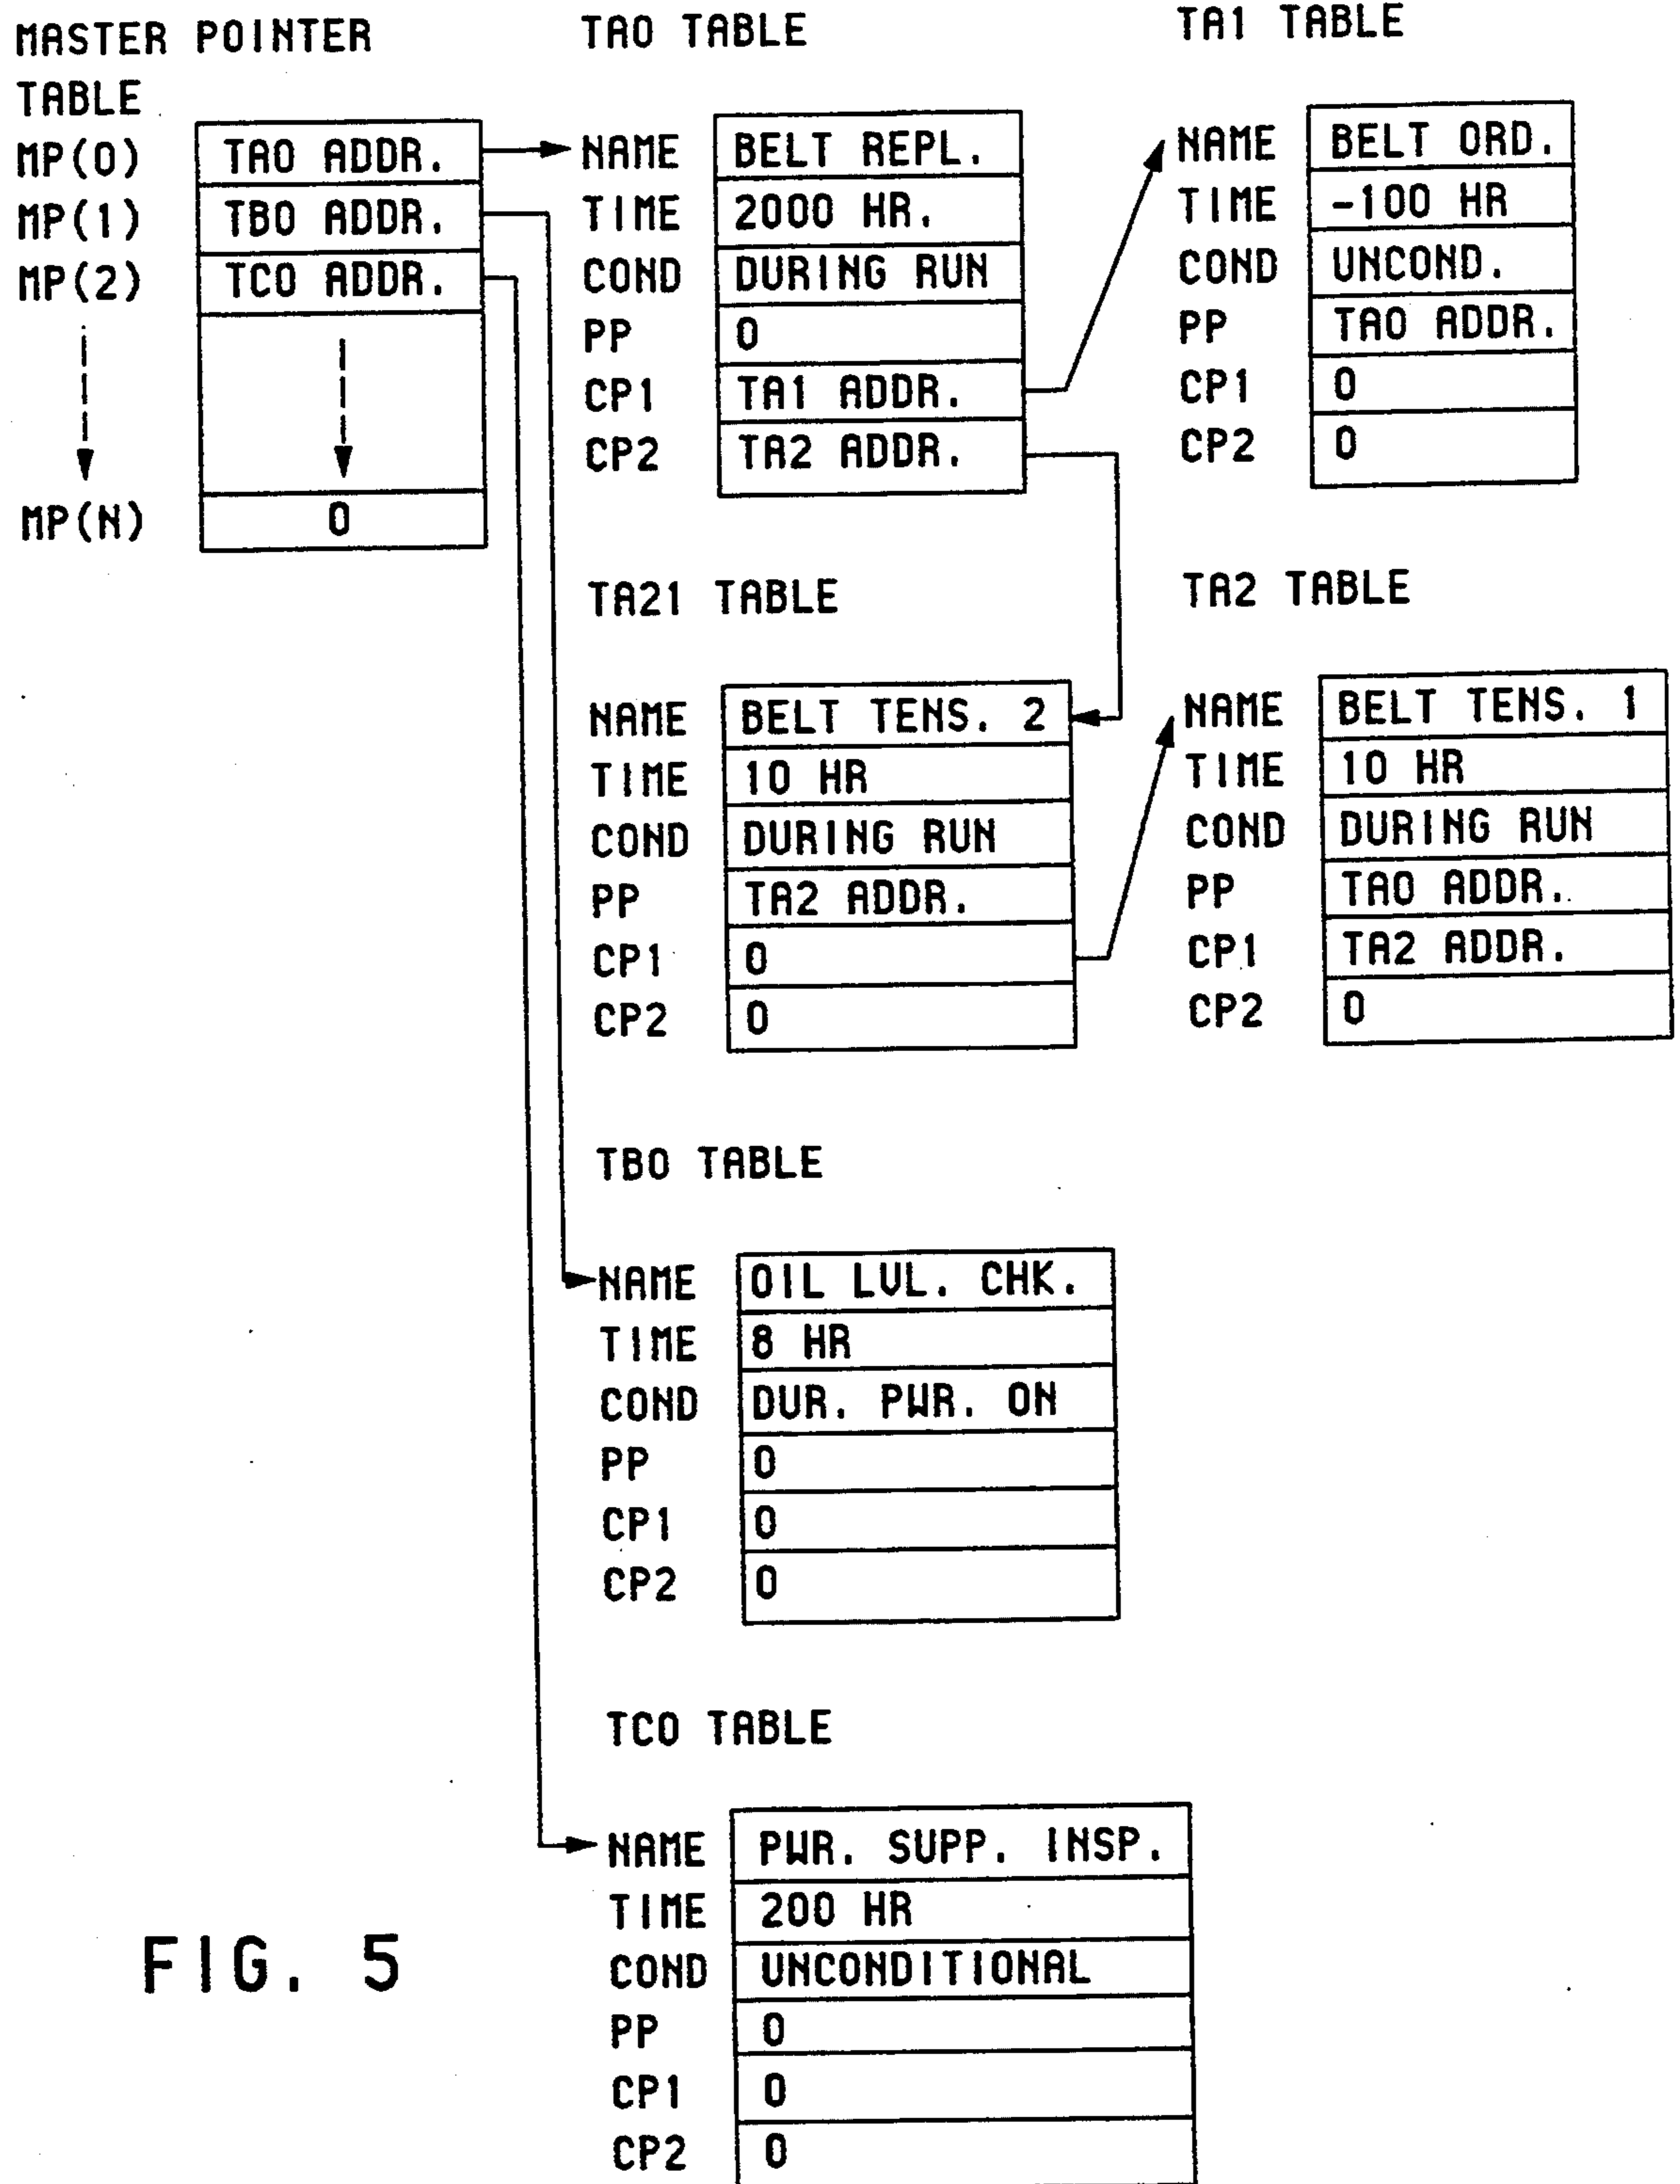 MASTER POINTER
TABLE
MP(0) TA0 ADDR.
MP(1) TB0 ADDR.
MP(2) TC0 ADDR.
MP(N) 0
TA0 TABLE
NAME BELT REPL.
TIME 2000 HR.
COND DURING RUN
PP 0
CP1 TA1 ADDR.
CP2 TA2 ADDR.
TA1 TABLE
NAME BELT ORD.
TIME -100 HR
COND UNCOND.
PP TA0 ADDR.
CP1 0
CP2 0
TA21 TABLE
NAME BELT TENS. 2
TIME 10 HR
COND DURING RUN
PP TA2 ADDR.
CP1 0
CP2 0
TA2 TABLE
NAME BELT TENS. 1
TIME 10 HR
COND DURING RUN
PP TA0 ADDR.
CP1 TA2 ADDR.
CP2 0
TB0 TABLE
NAME OIL LVL. CHK.
TIME 8 HR
COND DUR. PWR. ON
PP 0
CP1 0
CP2 0
TC0 TABLE
NAME PWR. SUPP. INSP.
TIME 200 HR
COND UNCONDITIONAL
PP 0
CP1 0
CP2 0
FIG. 5